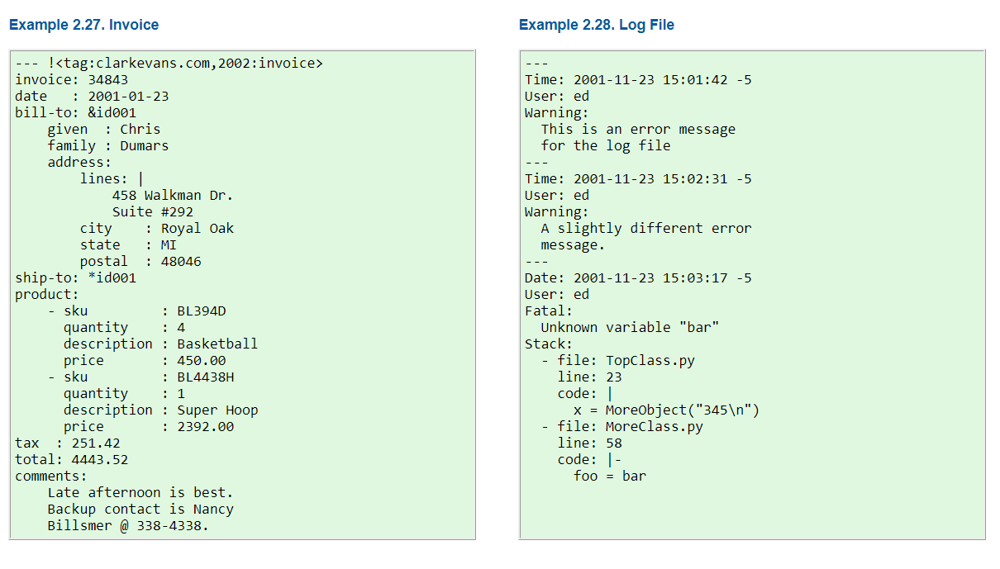 Example 2.27. Invoice
--- !<tag:clarkevans.com,2002:invoice>
invoice: 34843
date   : 2001-01-23
bill-to: &id001
    given  : Chris
    family : Dumars
    address:
        lines: |
            458 Walkman Dr.
            Suite #292
        city    : Royal Oak
        state   : MI
        postal  : 48046
ship-to: *id001
product:
    - sku         : BL394D
      quantity    : 4
      description : Basketball
      price       : 450.00
    - sku         : BL4438H
      quantity    : 1
      description : Super Hoop
      price       : 2392.00
tax  : 251.42
total: 4443.52
comments:
    Late afternoon is best.
    Backup contact is Nancy
    Billsmer @ 338-4338.
Example 2.28. Log File
---
Time: 2001-11-23 15:01:42 -5
User: ed
Warning:
  This is an error message
  for the log file
---
Time: 2001-11-23 15:02:31 -5
User: ed
Warning:
  A slightly different error
  message.
---
Date: 2001-11-23 15:03:17 -5
User: ed
Fatal:
  Unknown variable "bar"
Stack:
  - file: TopClass.py
    line: 23
    code: |
      x = MoreObject("345\n")
  - file: MoreClass.py
    line: 58
    code: |-
      foo = bar